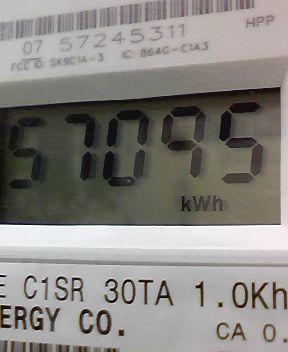 07 57245311 HPP
FCC ID: SK9C1A-3 IC: 864G-C1A3
57095
kWh
E C1SR 30TA 1.0Kh
ERGY CO. CA 0.